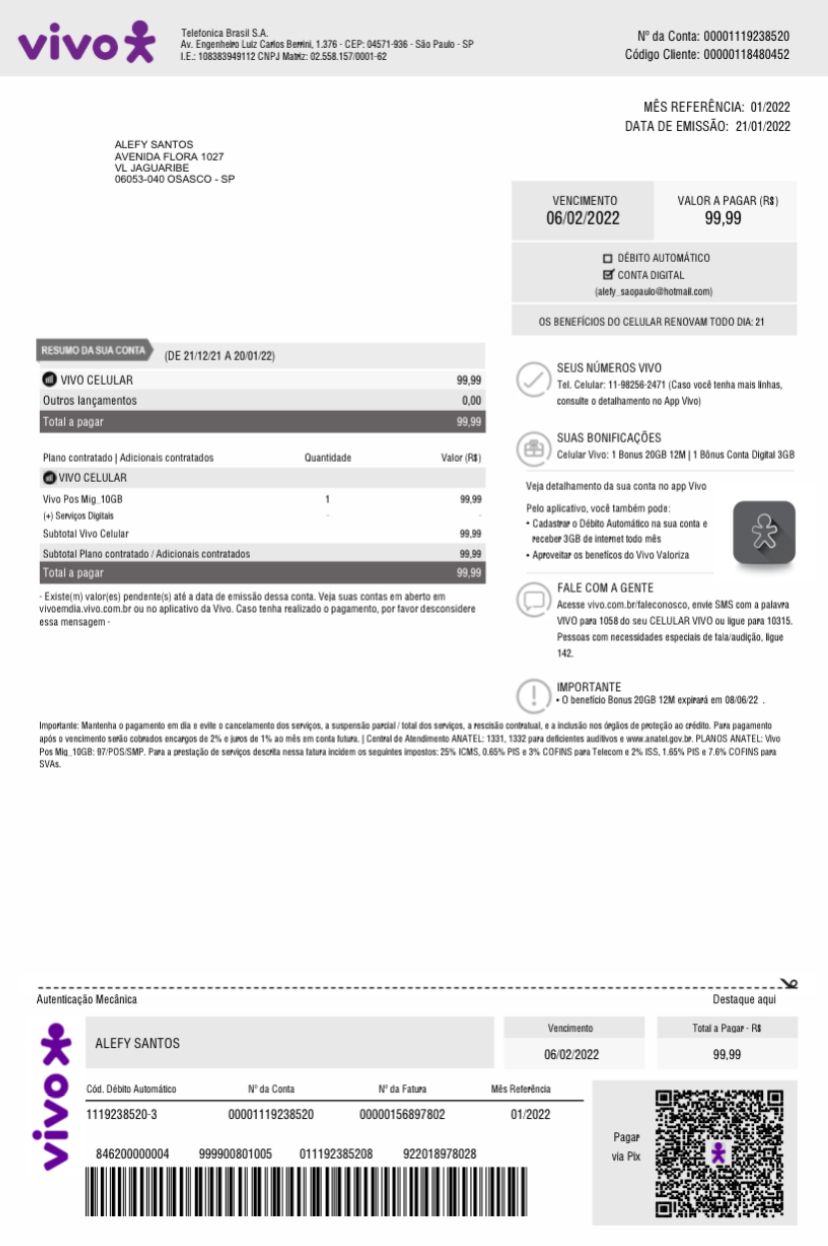 vivo
Telefonica Brasil S.A.
Av. Engenheiro Luiz Carlos Berrini, 1.376 - CEP: 04571-936 - São Paulo - SP
I.E.: 108383949112 CNPJ Matriz: 02.558.157/0001-62
Nº da Conta: 00001119238520
Código Cliente: 00000118480452
MÊS REFERÊNCIA: 01/2022
DATA DE EMISSÃO: 21/01/2022
ALEFY SANTOS
AVENIDA FLORA 1027
VL JAGUARIBE
06053-040 OSASCO - SP
VENCIMENTO
06/02/2022
VALOR A PAGAR (R$)
99,99
DÉBITO AUTOMÁTICO
CONTA DIGITAL
(alefy_saopaulo@hotmail.com)
OS BENEFÍCIOS DO CELULAR RENOVAM TODO DIA: 21
RESUMO DA SUA CONTA (DE 21/12/21 A 20/01/22)
VIVO CELULAR 99,99
Outros lançamentos 0,00
Total a pagar 99,99
Plano contratado | Adicionais contratados Quantidade Valor (R$)
VIVO CELULAR
Vivo Pos Mig_10GB 1 99,99
(+) Serviços Digitais - -
Subtotal Vivo Celular 99,99
Subtotal Plano contratado / Adicionais contratados 99,99
Total a pagar 99,99
- Existe(m) valor(es) pendente(s) até a data de emissão dessa conta. Veja suas contas em aberto em
vivoemdia.vivo.com.br ou no aplicativo da Vivo. Caso tenha realizado o pagamento, por favor desconsidere
essa mensagem -
SEUS NÚMEROS VIVO
Tel. Celular: 11-98256-2471 (Caso você tenha mais linhas,
consulte o detalhamento no App Vivo)
SUAS BONIFICAÇÕES
Celular Vivo: 1 Bonus 20GB 12M | 1 Bônus Conta Digital 3GB
Veja detalhamento da sua conta no app Vivo
Pelo aplicativo, você também pode:
• Cadastrar o Débito Automático na sua conta e
receber 3GB de internet todo mês
• Aproveitar os benefícos do Vivo Valoriza
FALE COM A GENTE
Acesse vivo.com.br/faleconosco, envie SMS com a palavra
VIVO para 1058 do seu CELULAR VIVO ou ligue para 10315.
Pessoas com necessidades especiais de fala/audição, ligue
142.
IMPORTANTE
• O benefício Bonus 20GB 12M expirará em 08/06/22 .
Importante: Mantenha o pagamento em dia e evite o cancelamento dos serviços, a suspensão parcial / total dos serviços, a rescisão contratual, e a inclusão nos órgãos de proteção ao crédito. Para pagamento
após o vencimento serão cobrados encargos de 2% e juros de 1% ao mês em conta futura. | Central de Atendimento ANATEL: 1331, 1332 para deficientes auditivos e www.anatel.gov.br. PLANOS ANATEL: Vivo
Pos Mig_10GB: 97/POS/SMP. Para a prestação de serviços descrita nessa fatura incidem os seguintes impostos: 25% ICMS, 0.65% PIS e 3% COFINS para Telecom e 2% ISS, 1.65% PIS e 7.6% COFINS para
SVAs.
Autenticação Mecânica Destaque aqui
vivo
ALEFY SANTOS
Vencimento
06/02/2022
Total a Pagar - R$
99,99
Cód. Débito Automático Nº da Conta Nº da Fatura Mês Referência
1119238520-3 00001119238520 00000156897802 01/2022
846200000004 999900801005 011192385208 922018978028
Pagar
via Pix